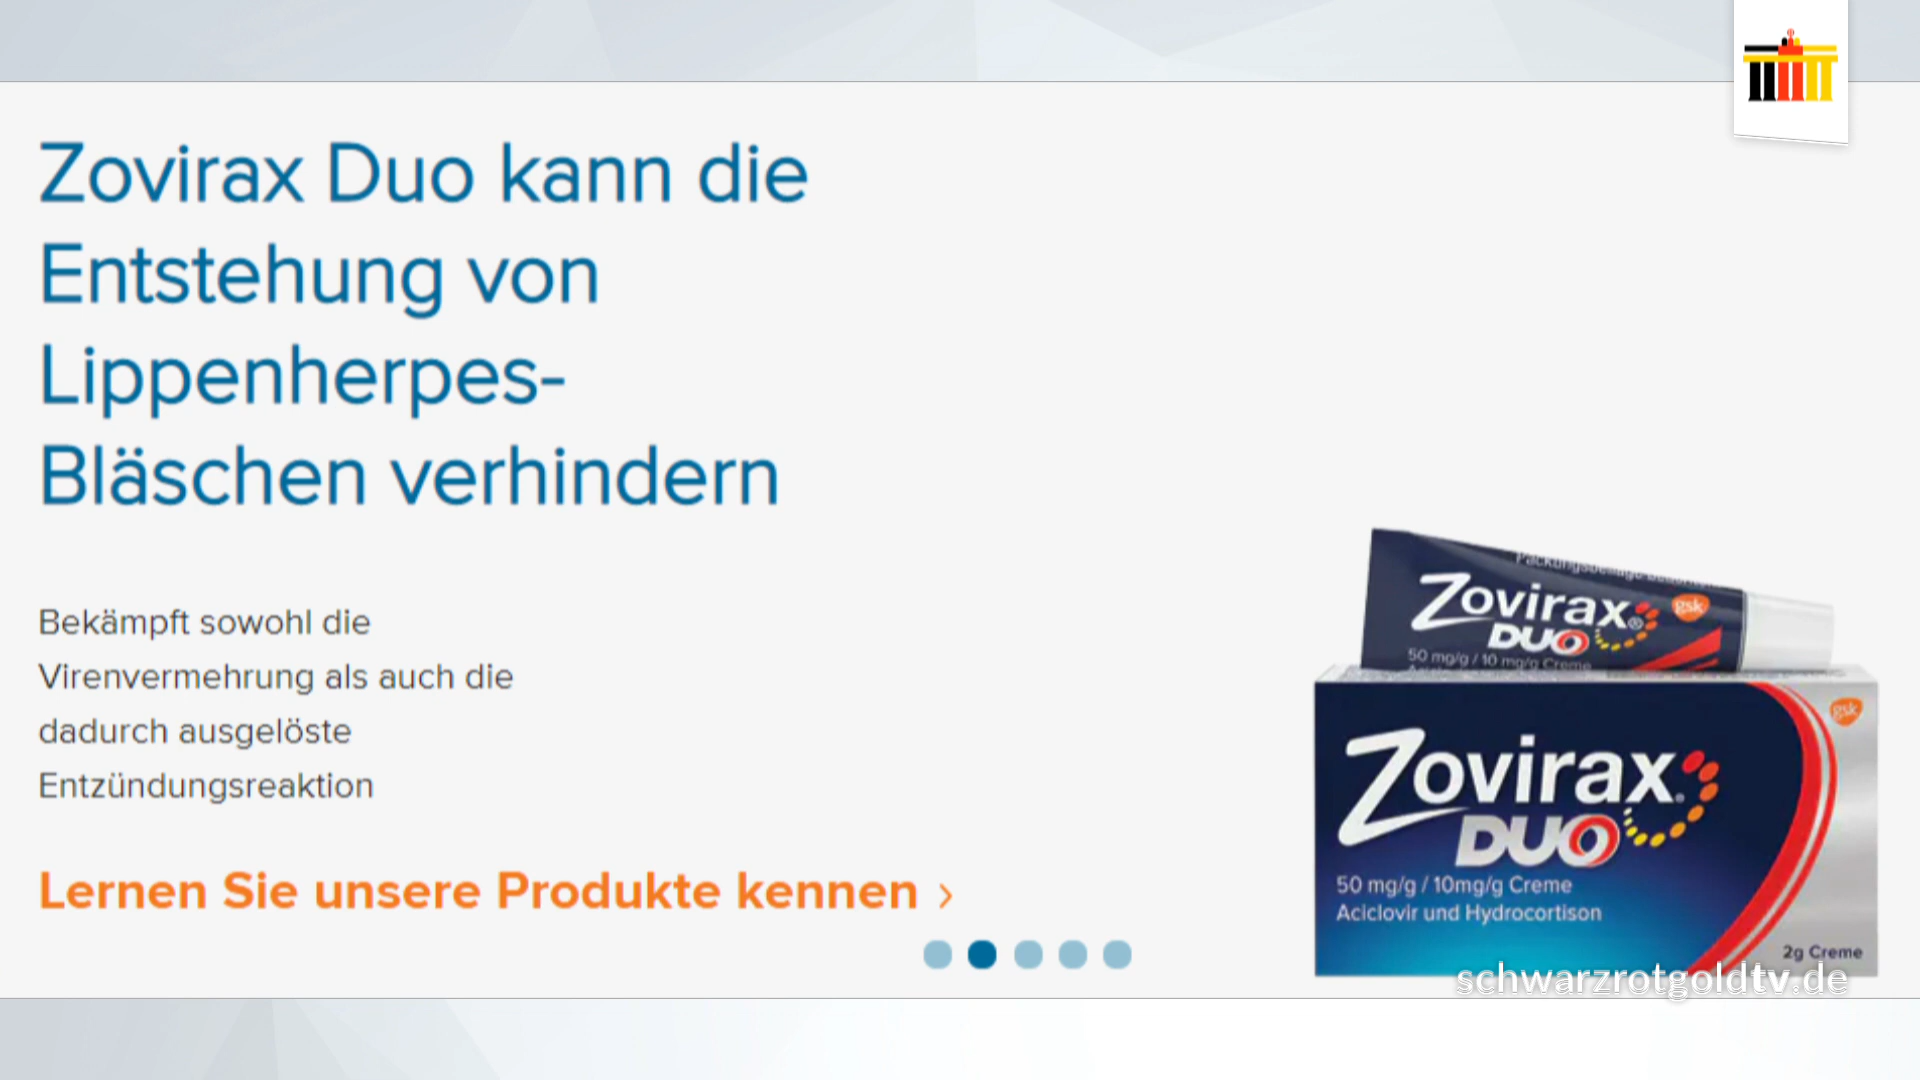 Zovirax Duo kann die
Entstehung von
Lippenherpes-
Bläschen verhindern
Bekämpft sowohl die
Virenvermehrung als auch die
dadurch ausgelöste
Entzündungsreaktion
Lernen Sie unsere Produkte kennen ›
Zovirax®
gsk
DUO
50 mg/g / 10 mg/g Creme
gsk
Zovirax®
DUO
50 mg/g / 10mg/g Creme
Aciclovir und Hydrocortison
2g Creme
schwarzrotgoldtv.de